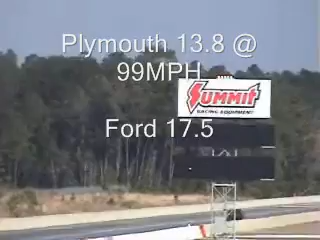 Plymouth 13.8 @
99MPH
SUMMIT
RACING EQUIPMENT
Ford 17.5